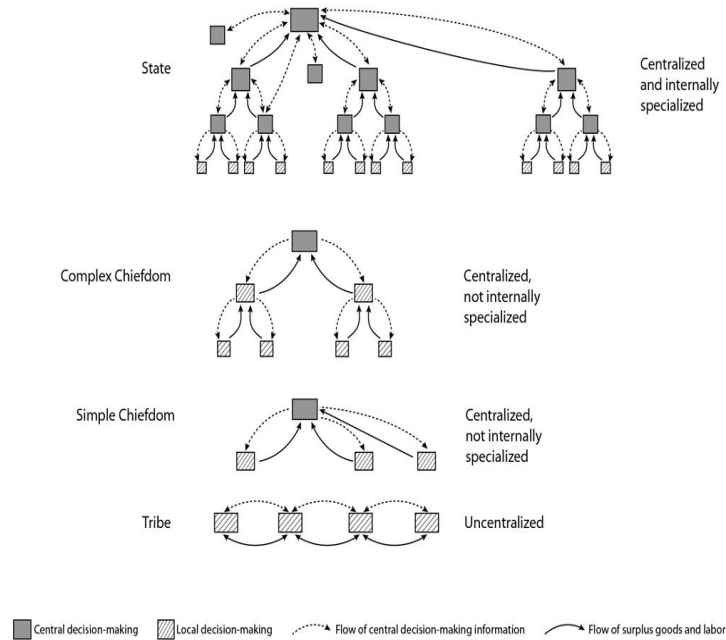 State
Centralized
and internally
specialized
Complex Chiefdom
Centralized,
not internally
specialized
Simple Chiefdom
Centralized,
not internally
specialized
Tribe
Uncentralized
Central decision-making
Local decision-making
Flow of central decision-making information
Flow of surplus goods and labor